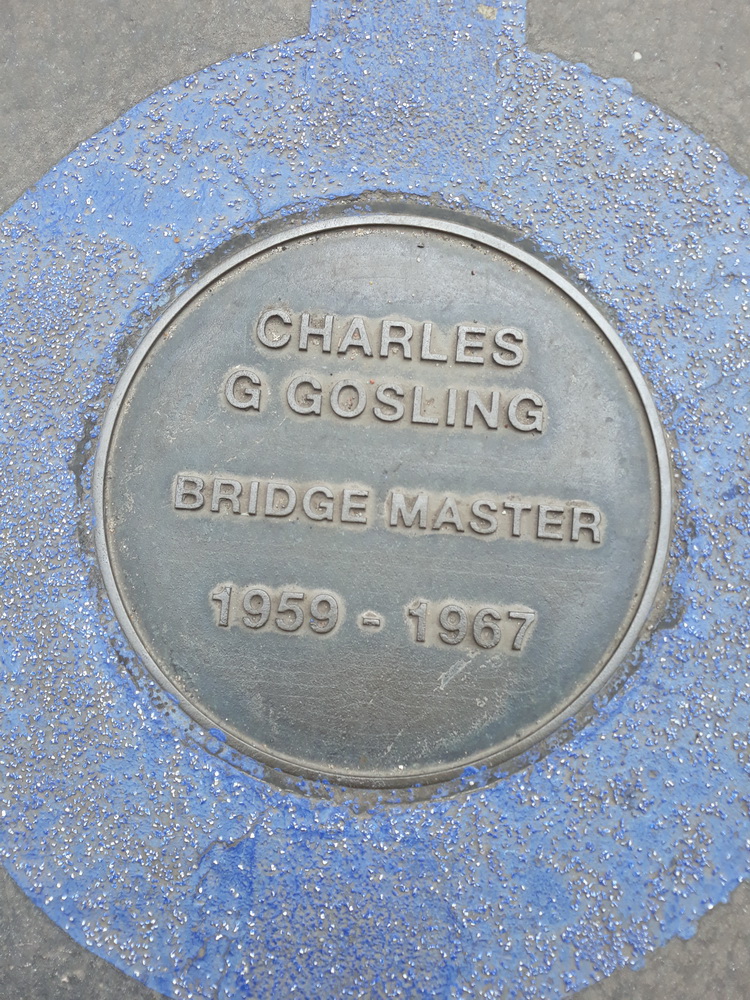 CHARLES
G GOSLING
BRIDGE MASTER
1959 - 1967